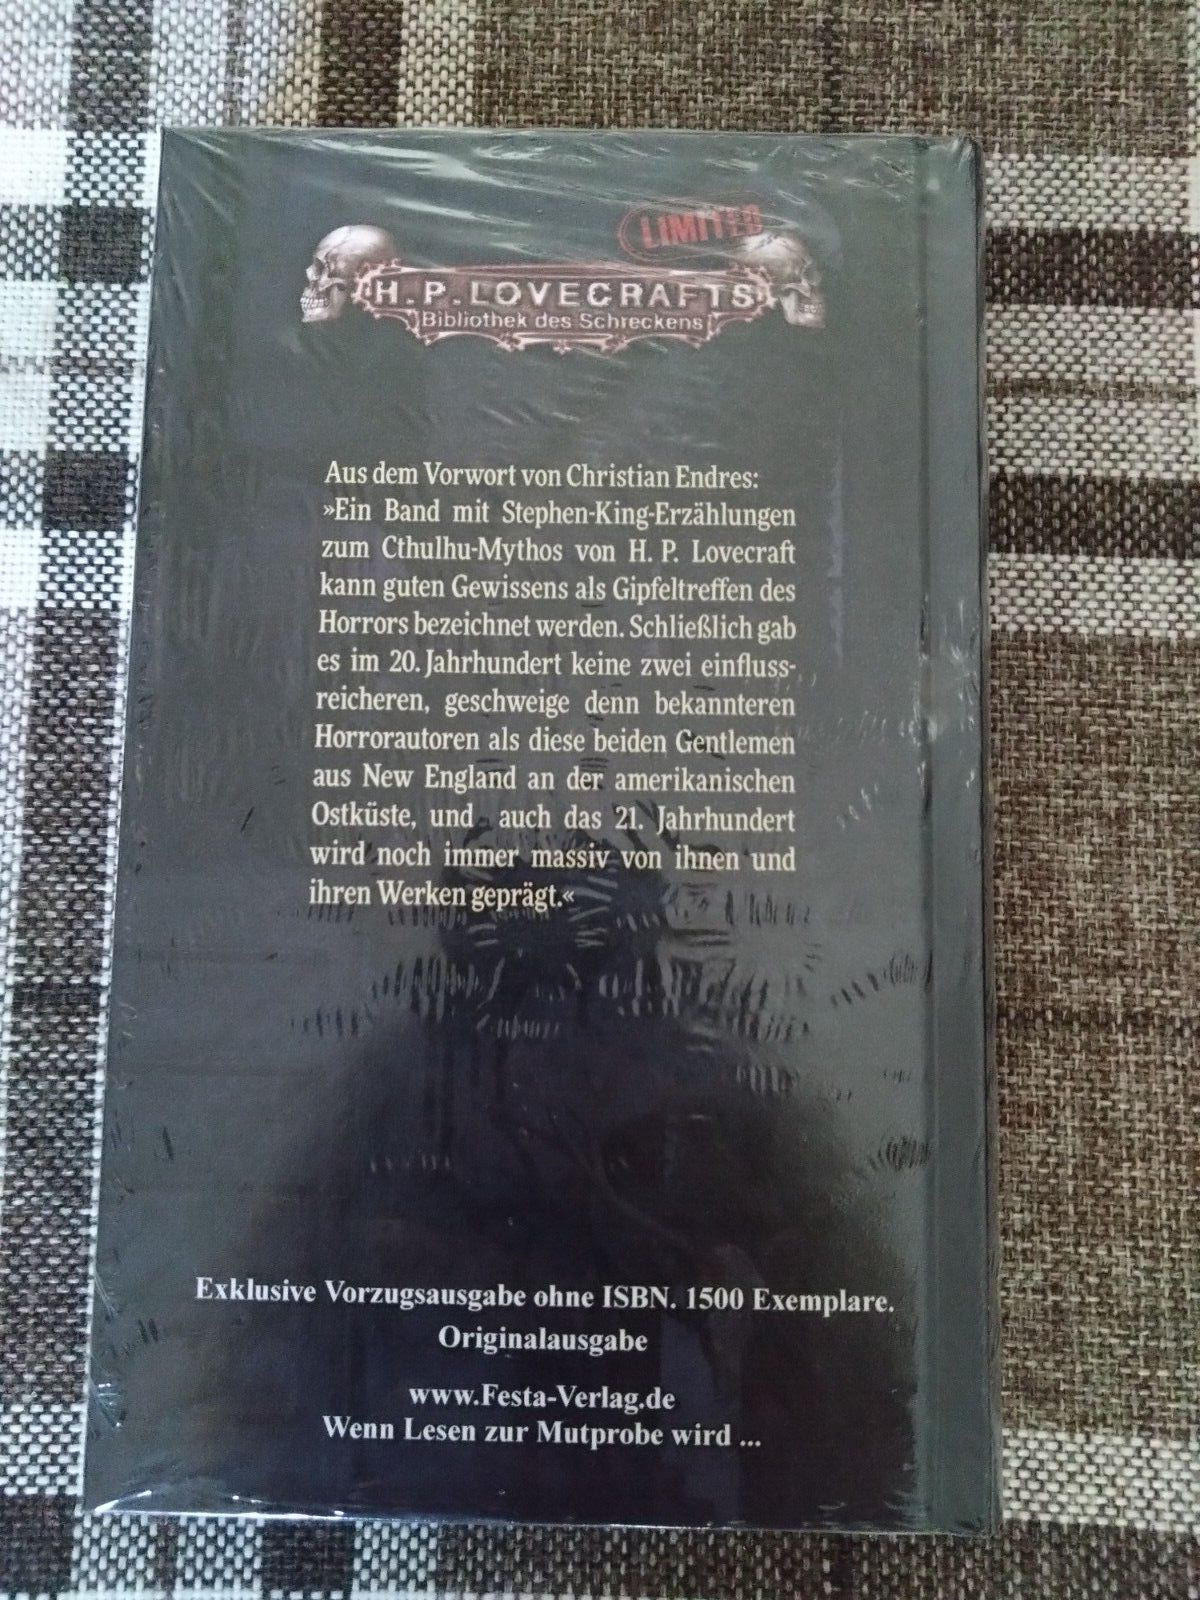 LIMITED
H. P. LOVECRAFTS
Bibliothek des Schreckens
Aus dem Vorwort von Christian Endres:
»Ein Band mit Stephen-King-Erzählungen
zum Cthulhu-Mythos von H. P. Lovecraft
kann guten Gewissens als Gipfeltreffen des
Horrors bezeichnet werden. Schließlich gab
es im 20. Jahrhundert keine zwei einfluss-
reicheren, geschweige denn bekannteren
Horrorautoren als diese beiden Gentlemen
aus New England an der amerikanischen
Ostküste, und auch das 21. Jahrhundert
wird noch immer massiv von ihnen und
ihren Werken geprägt.«
Exklusive Vorzugsausgabe ohne ISBN. 1500 Exemplare.
Originalausgabe
www.Festa-Verlag.de
Wenn Lesen zur Mutprobe wird ...